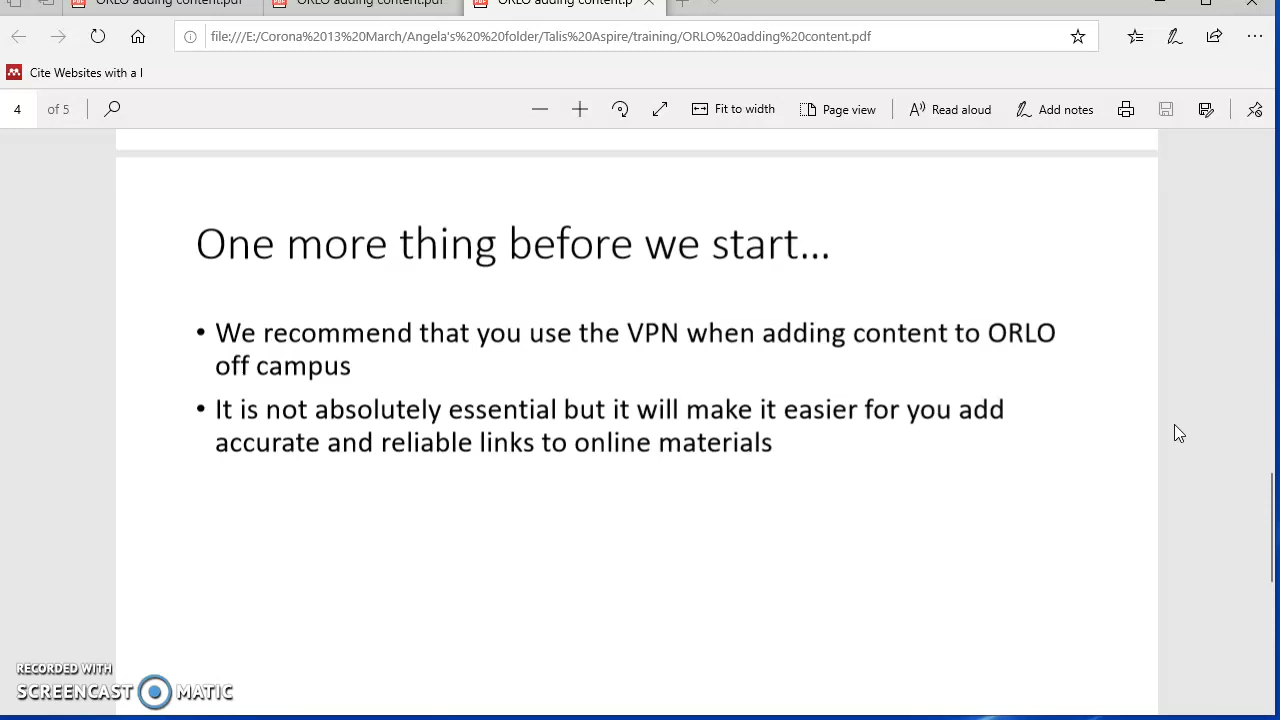 ORLO adding content.pdf
ORLO adding content.pdf
ORLO adding content.p
file:///E:/Corona%2013%20March/Angela's%20%20folder/Talis%20Aspire/training/ORLO%20adding%20content.pdf
Cite Websites with a l
4 of 5
Fit to width
Page view
Read aloud
Add notes
One more thing before we start...
• We recommend that you use the VPN when adding content to ORLO
off campus
• It is not absolutely essential but it will make it easier for you add
accurate and reliable links to online materials
RECORDED WITH
SCREENCAST MATIC